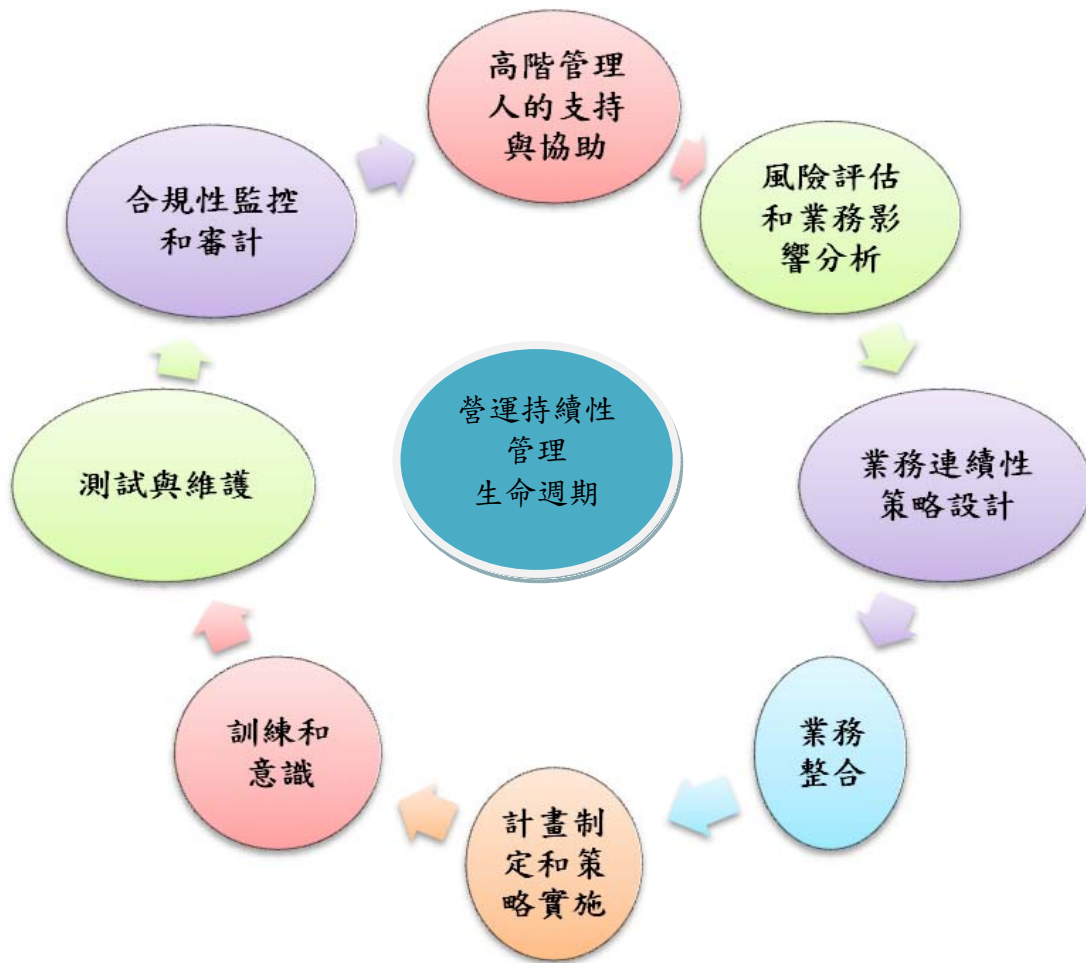 高階管理
人的支持
與協助
風險評估
和業務影
響分析
業務連續性
策略設計
業務
整合
計畫制
定和策
略實施
訓練和
意識
測試與維護
合規性監控
和審計
營運持續性
管理
生命週期